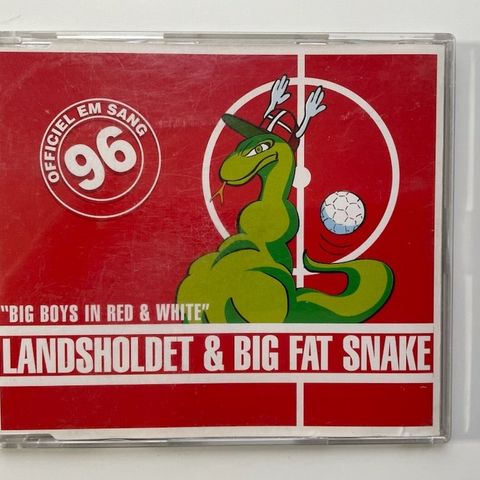 OFFICIEL EM SANG
96
"BIG BOYS IN RED & WHITE"
LANDSHOLDET & BIG FAT SNAKE